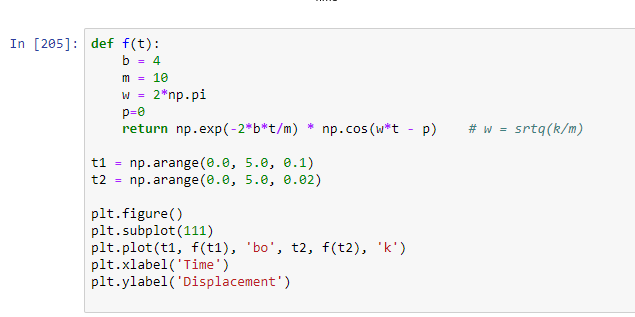 In [205]: def f(t):
    b = 4
    m = 10
    w = 2*np.pi
    p=0
    return np.exp(-2*b*t/m) * np.cos(w*t - p)    # w = srtq(k/m)
t1 = np.arange(0.0, 5.0, 0.1)
t2 = np.arange(0.0, 5.0, 0.02)
plt.figure()
plt.subplot(111)
plt.plot(t1, f(t1), 'bo', t2, f(t2), 'k')
plt.xlabel('Time')
plt.ylabel('Displacement')